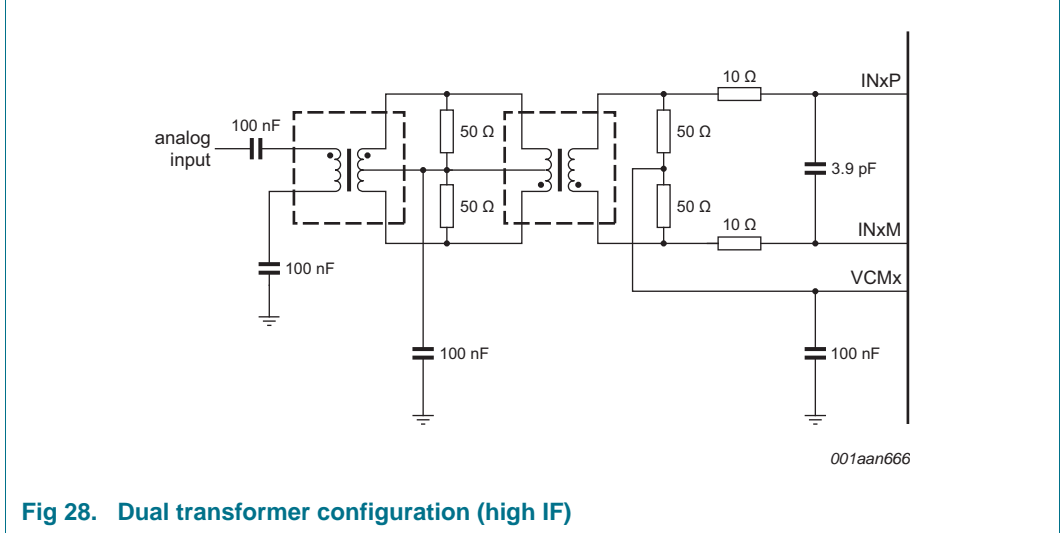 10 Ω
INxP
100 nF
analog
input
50 Ω
50 Ω
3.9 pF
50 Ω
50 Ω
10 Ω
INxM
100 nF
VCMx
100 nF
100 nF
001aan666
Fig 28. Dual transformer configuration (high IF)